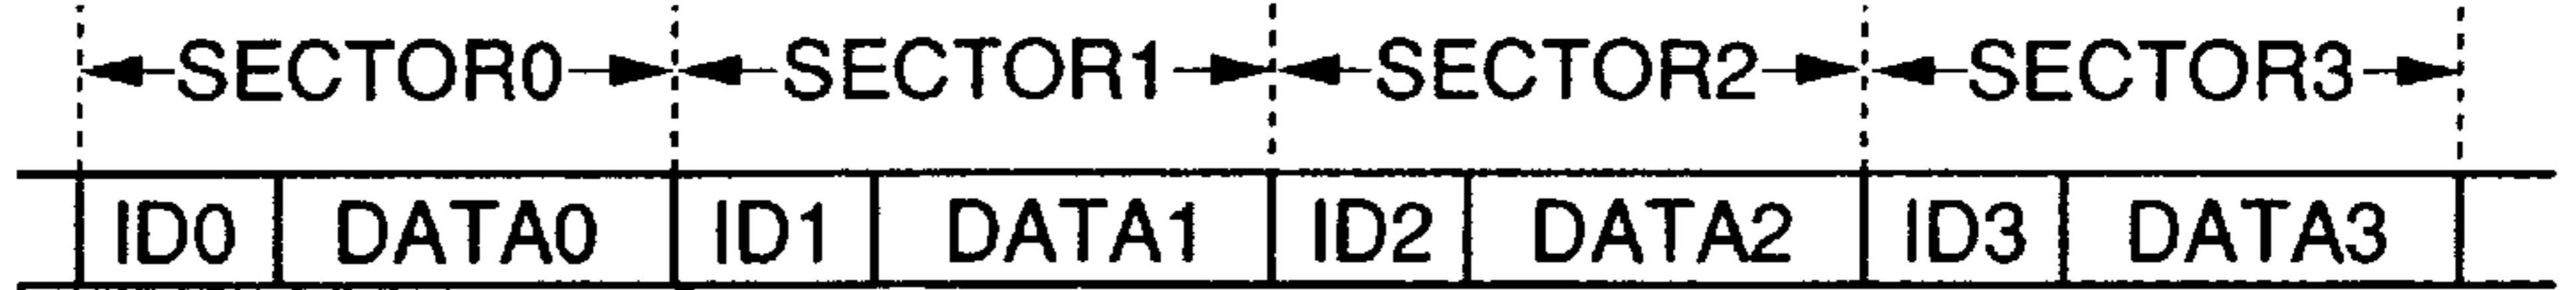 SECTOR0 SECTOR1 SECTOR2 SECTOR3
ID0 DATA0 ID1 DATA1 ID2 DATA2 ID3 DATA3